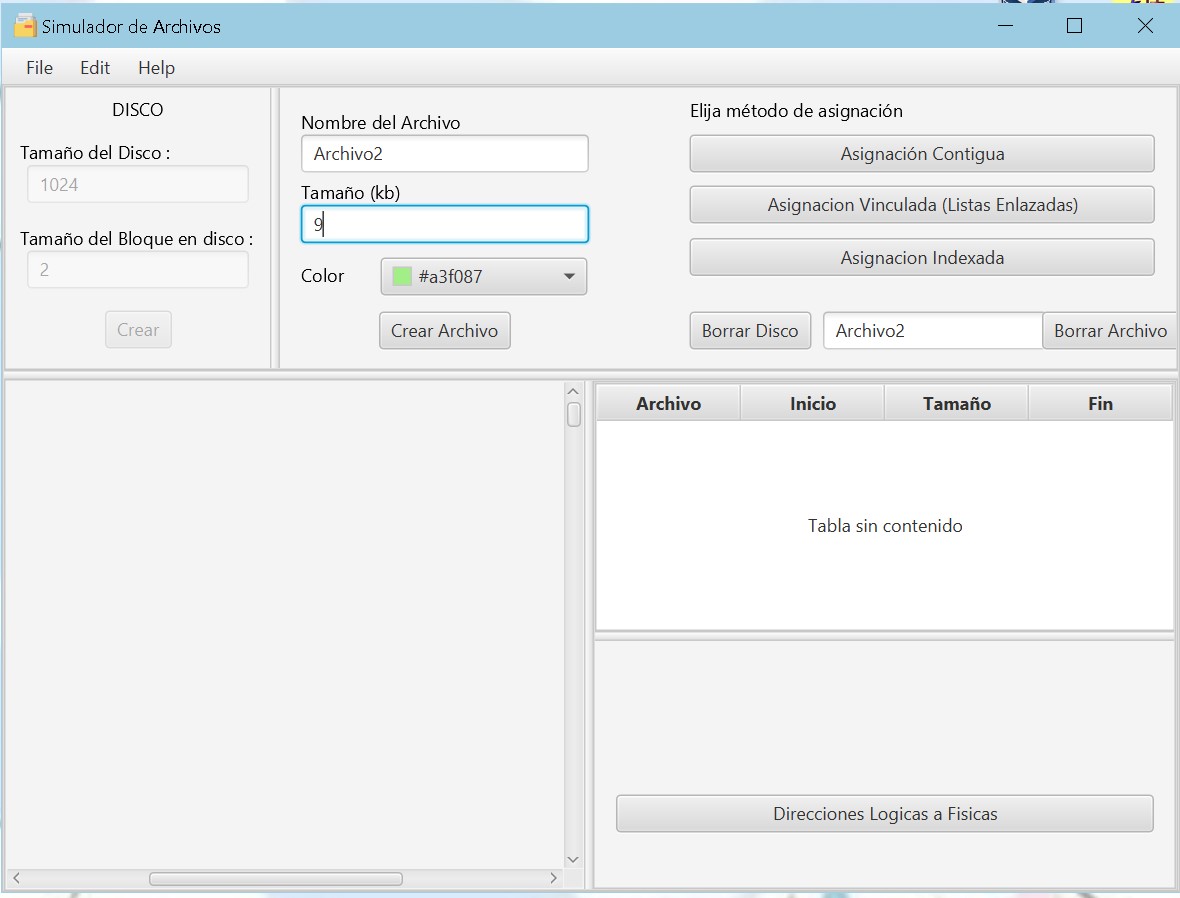 Simulador de Archivos
File Edit Help
DISCO
Tamaño del Disco :
1024
Tamaño del Bloque en disco :
2
Crear
Nombre del Archivo
Archivo2
Tamaño (kb)
9
Color #a3f087
Crear Archivo
Elija método de asignación
Asignación Contigua
Asignacion Vinculada (Listas Enlazadas)
Asignacion Indexada
Borrar Disco Archivo2 Borrar Archivo
Archivo Inicio Tamaño Fin
Tabla sin contenido
Direcciones Logicas a Fisicas